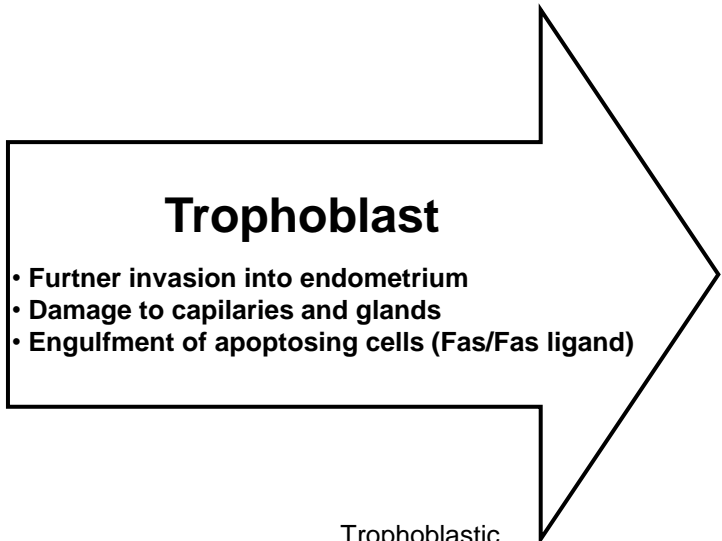 Trophoblast
• Furtner invasion into endometrium
• Damage to capilaries and glands
• Engulfment of apoptosing cells (Fas/Fas ligand)
Trophoblastic